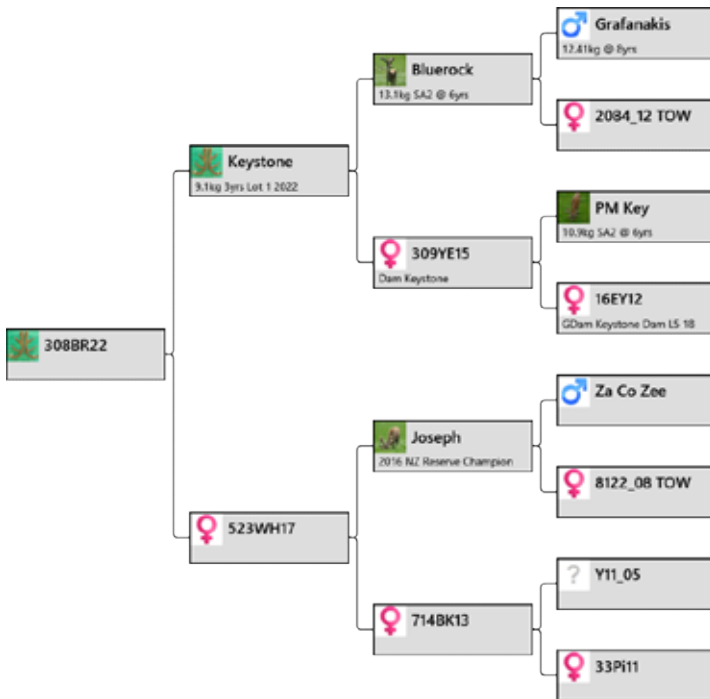 Grafanakis
12.41kg @ 8yrs
Bluerock
13.1kg SA2 @ 6yrs
2084_12 TOW
Keystone
9.1kg 3yrs Lot 1 2022
PM Key
10.9kg SA2 @ 6yrs
309YE15
Dam Keystone
16EY12
GDam Keystone Dam LS 18
308BR22
Za Co Zee
Joseph
2016 NZ Reserve Champion
8122_08 TOW
523WH17
?
Y11_05
714BK13
33Pi11